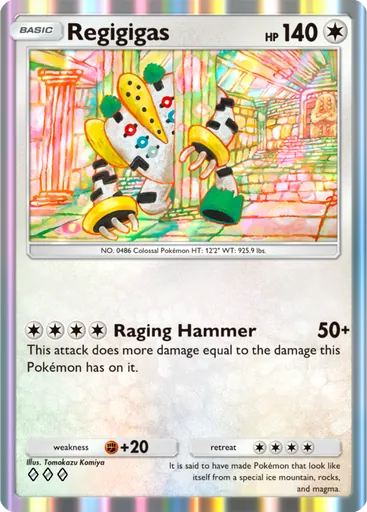 BASIC Regigigas HP 140
NO. 0486 Colossal Pokémon HT: 12'2" WT: 925.9 lbs.
Raging Hammer 50+
This attack does more damage equal to the damage this
Pokémon has on it.
weakness +20 retreat
Illus. Tomokazu Komiya
It is said to have made Pokémon that look like
itself from a special ice mountain, rocks,
and magma.